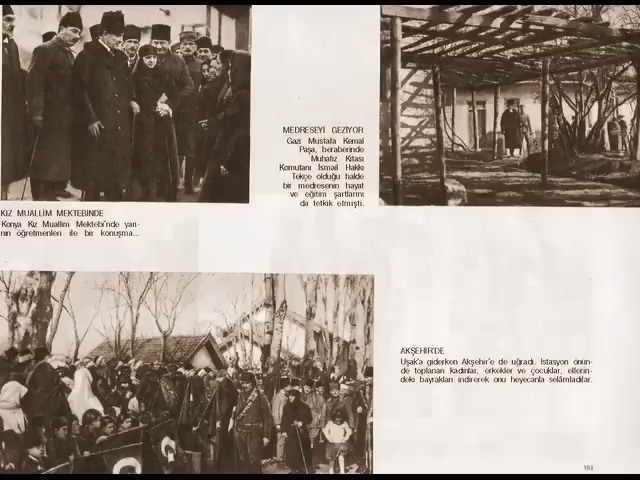 MEDRESEYİ GEZİYOR
Gazi Mustafa Kemal
Paşa, beraberinde
Muhafız Kıtası
Komutanı İsmail Hakkı
Tekçe olduğu halde
bir medresenin hayat
ve eğitim şartlarını
da tetkik etmişti.
KIZ MUALLİM MEKTEBİNDE
Konya Kız Muallim Mektebi'nde yarı-
nın öğretmenleri ile bir konuşma...
AKŞEHİR'DE
Uşak'a giderken Akşehir'e de uğradı. İstasyon önün-
de toplanan kadınlar, erkekler ve çocuklar, ellerin-
deki bayrakları indirerek onu heyecanla selâmladılar.
193